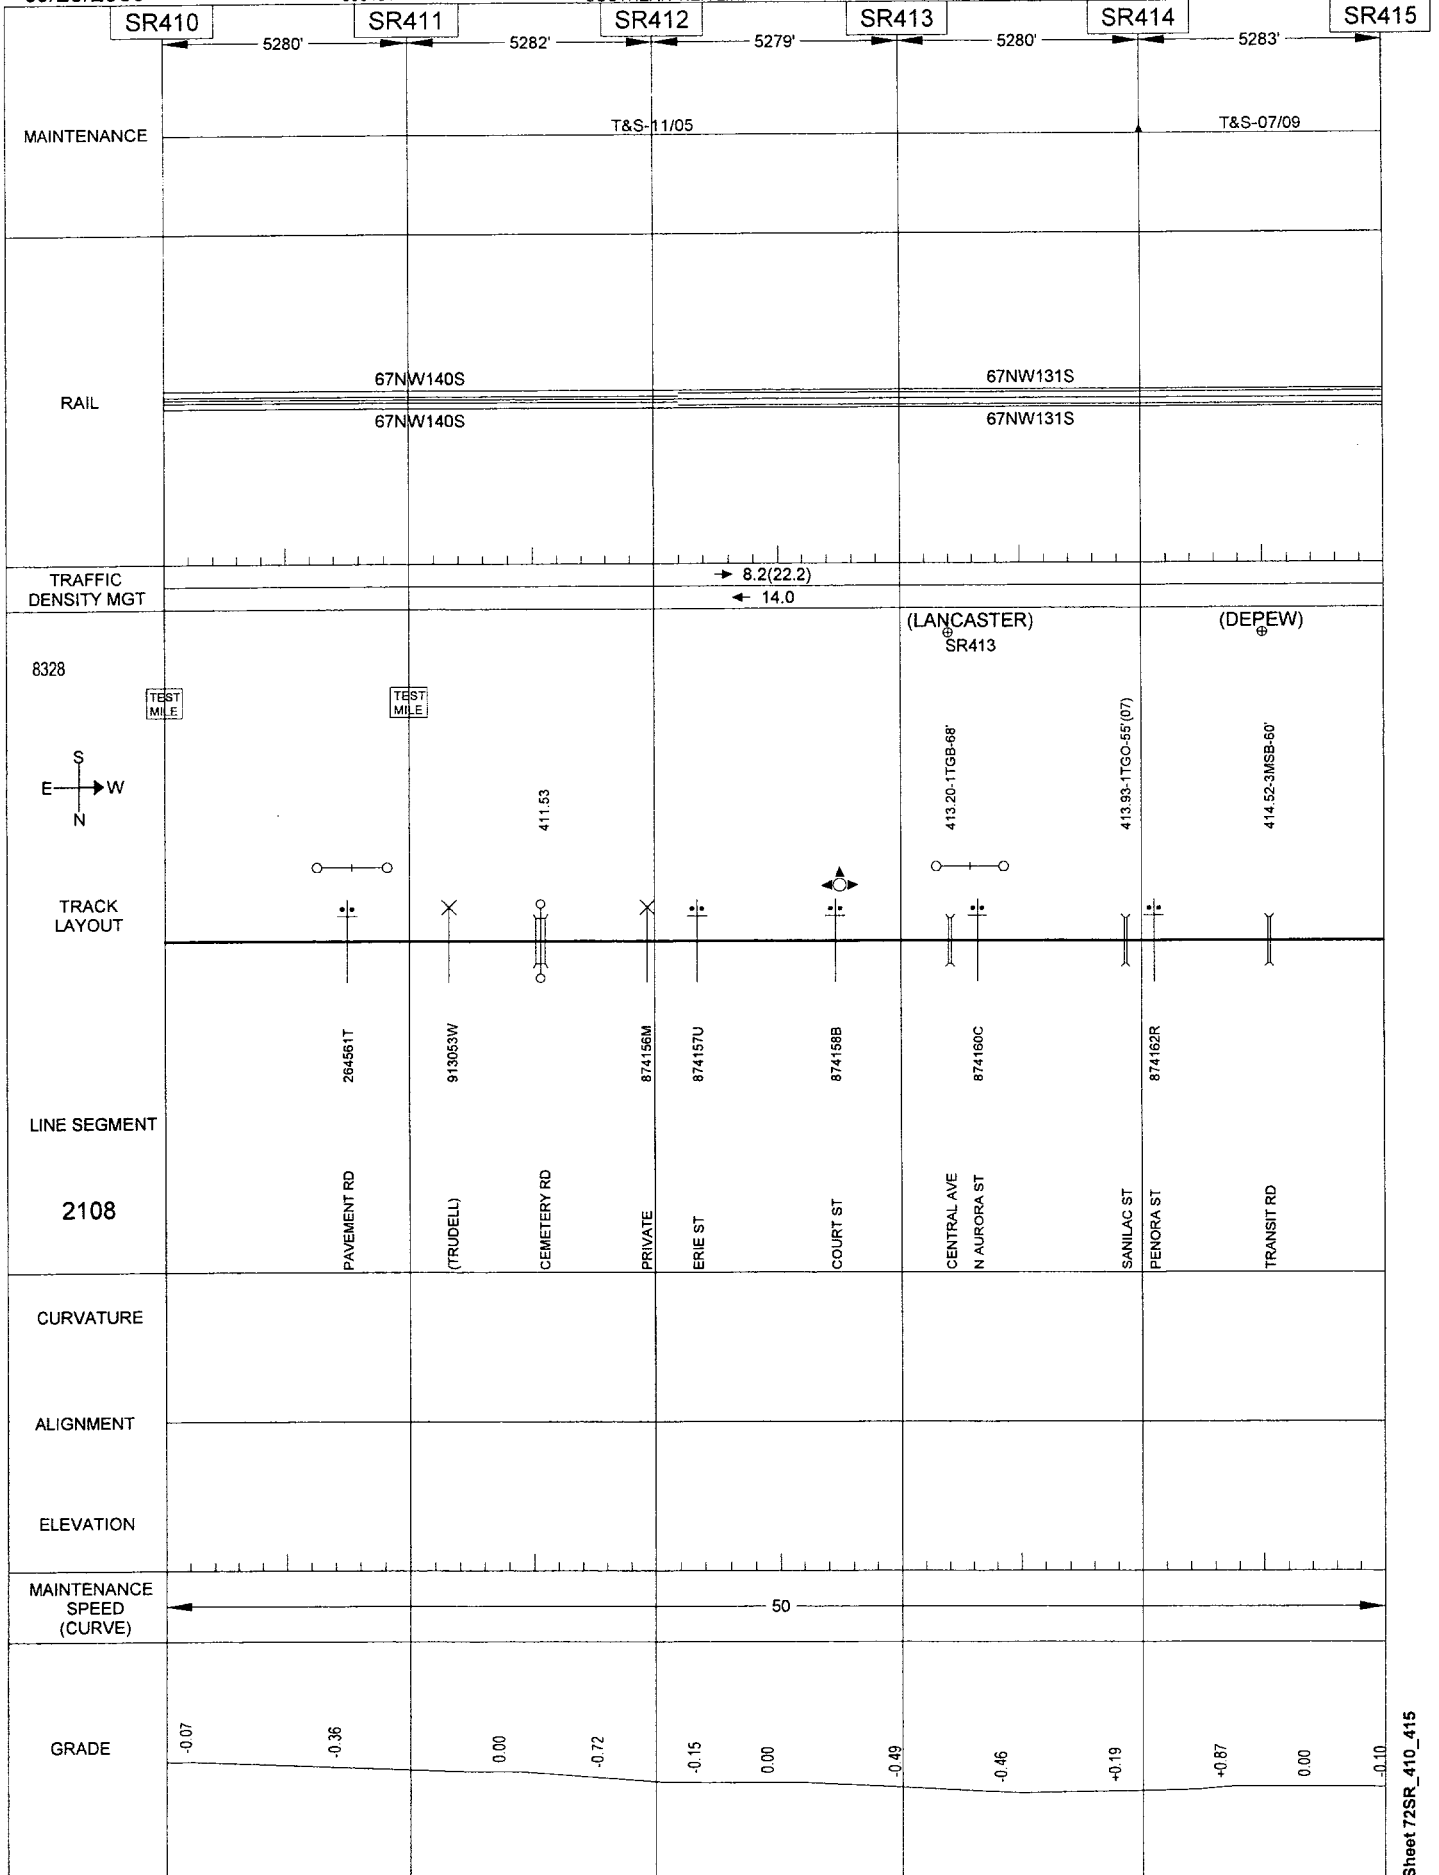 SR410
SR411
SR412
SR413
SR414
SR415
5280'
5282'
5279'
5280'
5283'
MAINTENANCE
T&S-11/05
T&S-07/09
RAIL
67NW140S
67NW131S
67NW140S
67NW131S
TRAFFIC
DENSITY MGT
8.2(22.2)
14.0
(LANCASTER)
SR413
(DEPEW)
8328
TEST
MILE
TEST
MILE
S
E
W
N
411.53
413.20-1TGB-68'
413.93-1TGO-55'(07)
414.52-3MSB-60'
TRACK
LAYOUT
264561T
913053W
874156M
874157U
874158B
874160C
874162R
LINE SEGMENT
2108
PAVEMENT RD
(TRUDELL)
CEMETERY RD
PRIVATE
ERIE ST
COURT ST
CENTRAL AVE
N AURORA ST
SANILAC ST
PENORA ST
TRANSIT RD
CURVATURE
ALIGNMENT
ELEVATION
MAINTENANCE
SPEED
(CURVE)
50
GRADE
-0.07
-0.36
0.00
-0.72
-0.15
0.00
-0.49
-0.46
+0.19
+0.87
0.00
-0.10
Sheet 72SR_410_415